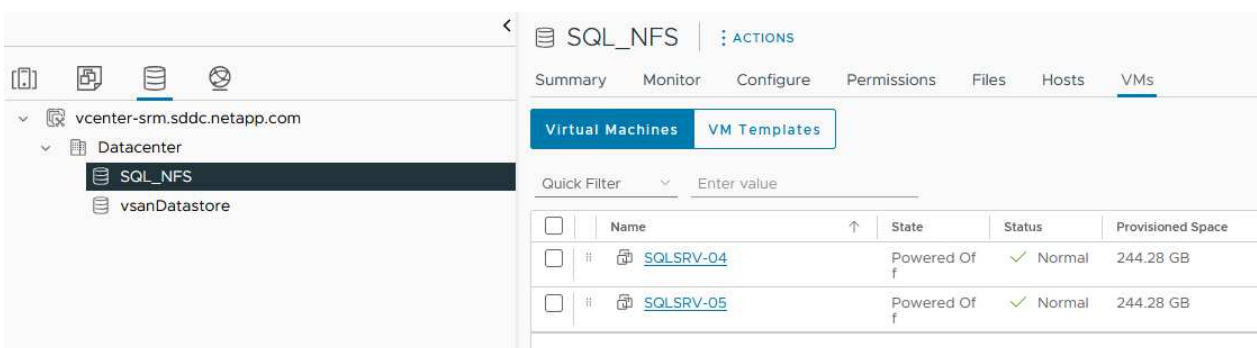 SQL_NFS
ACTIONS
Summary Monitor Configure Permissions Files Hosts VMs
vcenter-srm.sddc.netapp.com
Datacenter
SQL_NFS
vsanDatastore
Virtual Machines VM Templates
Quick Filter Enter value
Name State Status Provisioned Space
SQLSRV-04 Powered Of Normal 244.28 GB
f
SQLSRV-05 Powered Of Normal 244.28 GB
f